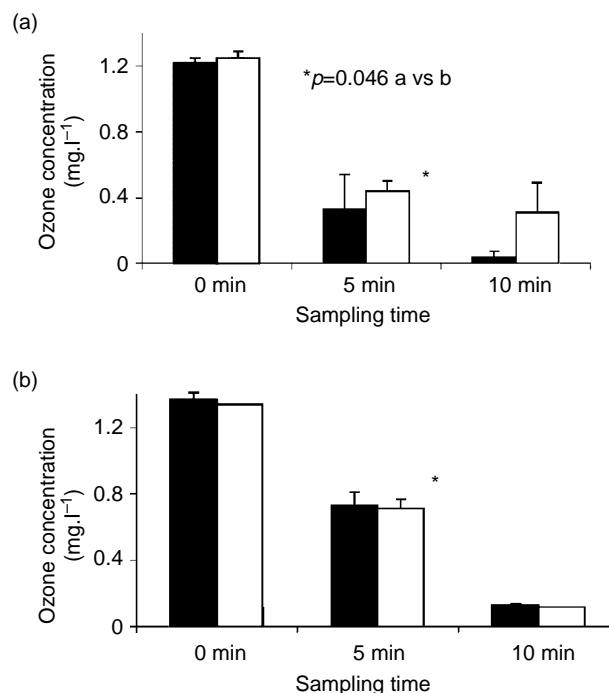 (a)
Ozone concentration
(mg.l⁻¹)
1.2
0.8
0.4
0
*p=0.046 a vs b
*
0 min
5 min
10 min
Sampling time
(b)
Ozone concentration
(mg.l⁻¹)
1.2
0.8
0.4
0
*
0 min
5 min
10 min
Sampling time